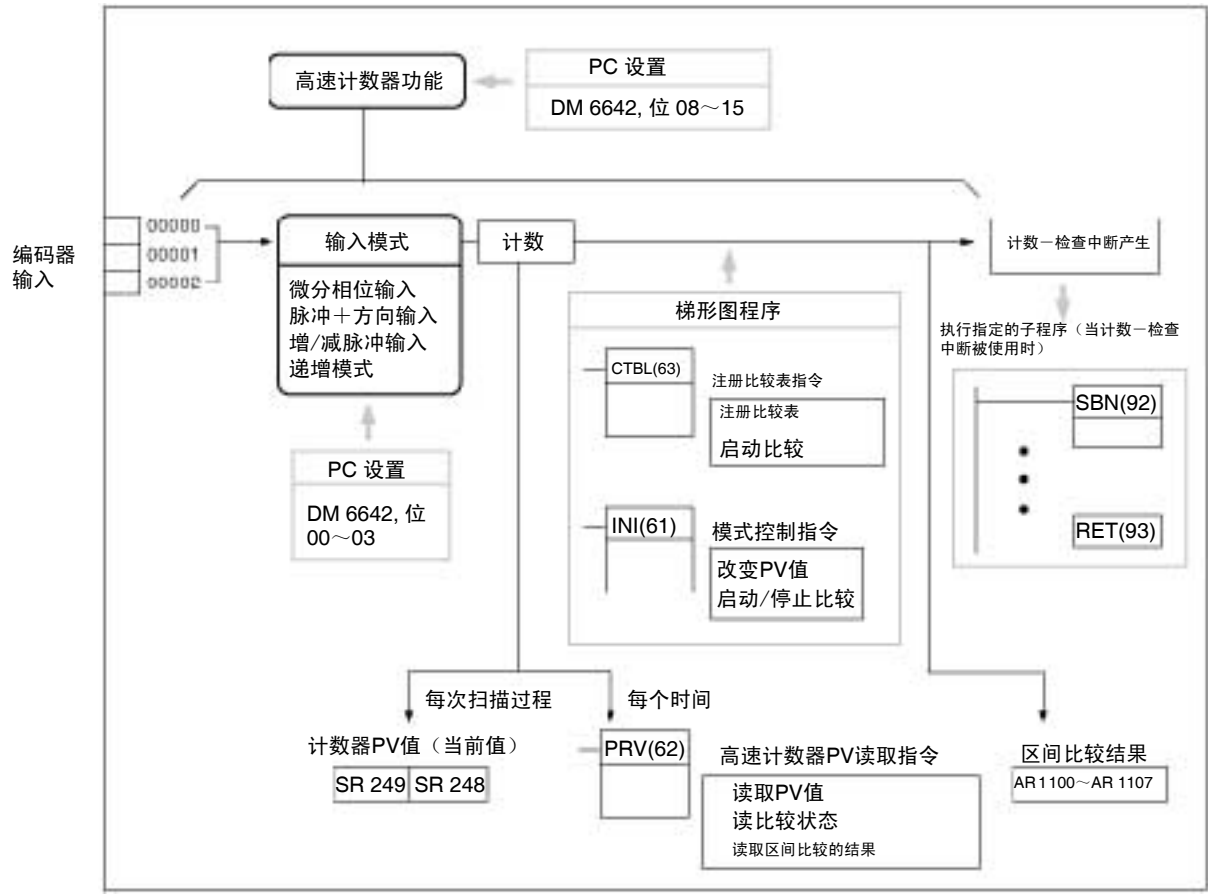 高速计数器功能
PC 设置
DM 6642, 位 08～15
编码器
输入
00000
00001
00002
输入模式
微分相位输入
脉冲＋方向输入
增/减脉冲输入
递增模式
计数
计数－检查中断产生
PC 设置
DM 6642, 位
00～03
梯形图程序
CTBL(63)
注册比较表指令
注册比较表
启动比较
INI(61)
模式控制指令
改变PV值
启动/停止比较
执行指定的子程序（当计数－检查
中断被使用时）
SBN(92)
RET(93)
每次扫描过程
计数器PV值（当前值）
SR 249 SR 248
每个时间
PRV(62)
高速计数器PV读取指令
读取PV值
读比较状态
读取区间比较的结果
区间比较结果
AR 1100～AR 1107